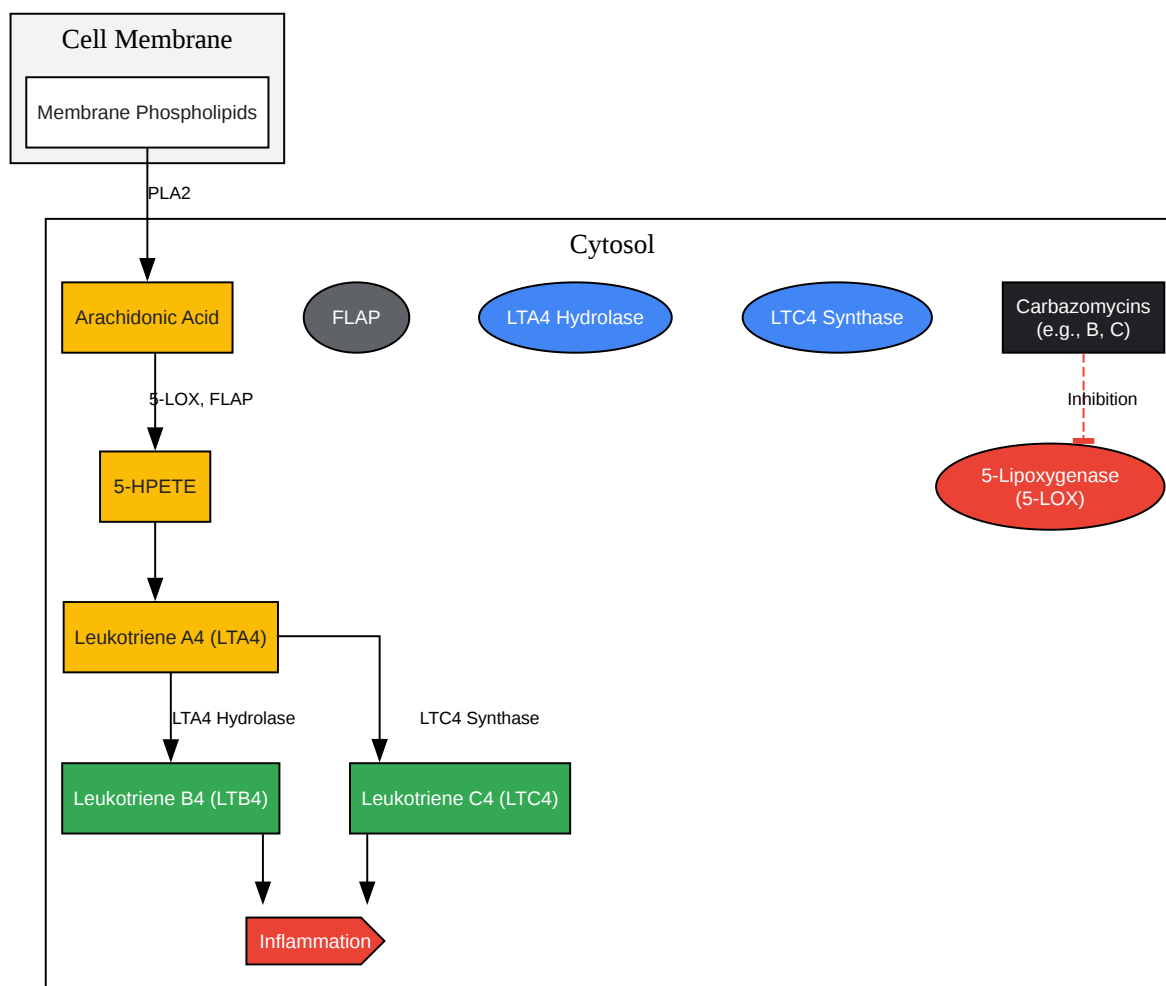 Cell Membrane
Membrane Phospholipids
PLA2
Cytosol
Arachidonic Acid
FLAP
LTA4 Hydrolase
LTC4 Synthase
Carbazomycins
(e.g., B, C)
5-LOX, FLAP
Inhibition
5-HPETE
5-Lipoxygenase
(5-LOX)
Leukotriene A4 (LTA4)
LTA4 Hydrolase
LTC4 Synthase
Leukotriene B4 (LTB4)
Leukotriene C4 (LTC4)
Inflammation